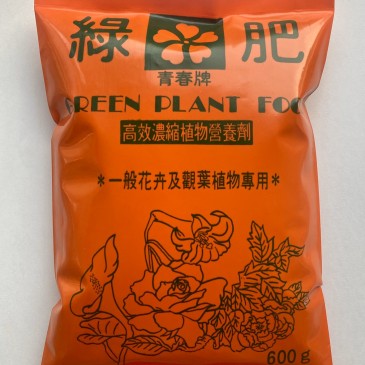 綠 肥
青春牌
GREEN PLANT FOO
高效濃縮植物營養劑
*一般花卉及觀葉植物專用*
600g